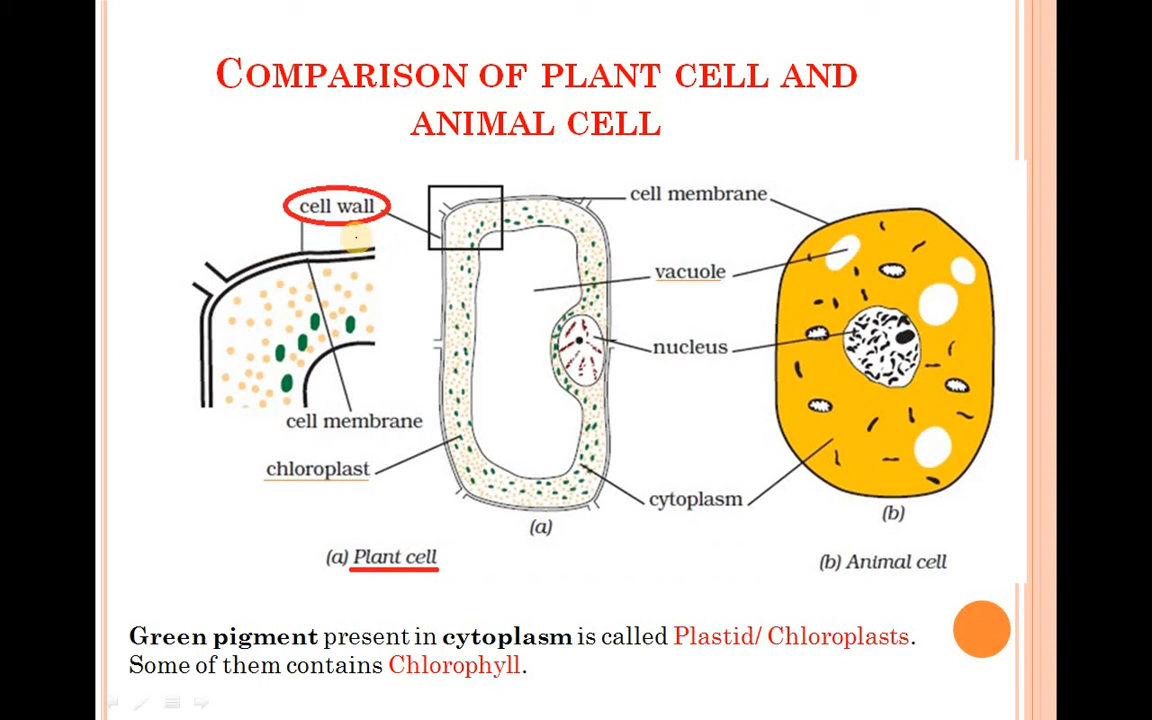 COMPARISON OF PLANT CELL AND
ANIMAL CELL
cell wall
cell membrane
vacuole
nucleus
cell membrane
chloroplast
cytoplasm
(a)
(b)
(a) Plant cell
(b) Animal cell
Green pigment present in cytoplasm is called Plastid/ Chloroplasts.
Some of them contains Chlorophyll.